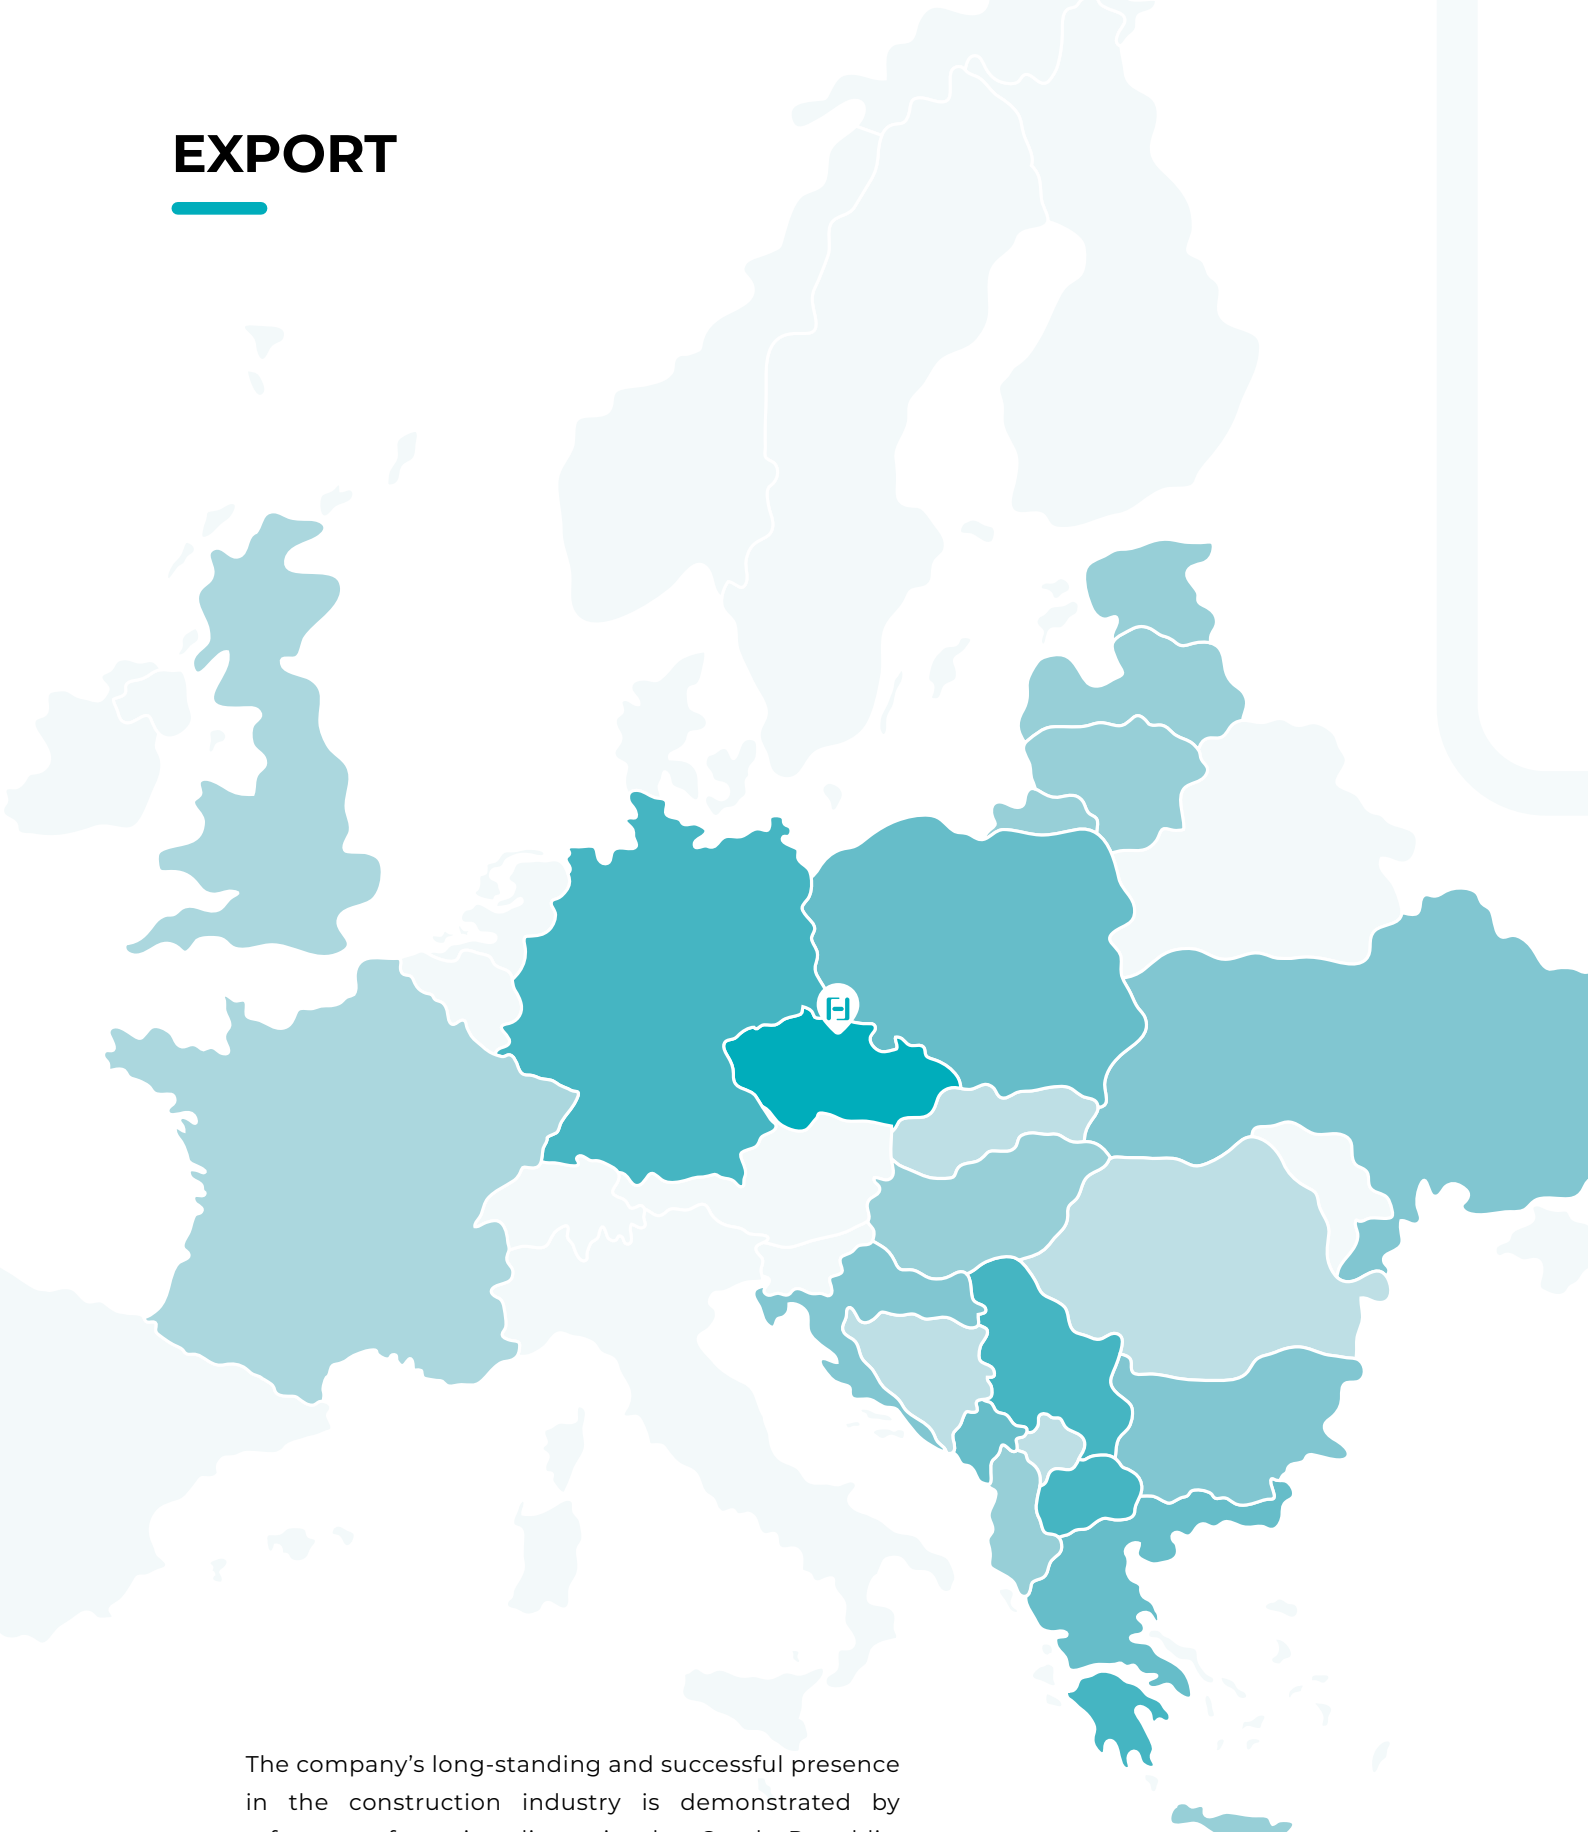 EXPORT
The company’s long-standing and successful presence
in the construction industry is demonstrated by